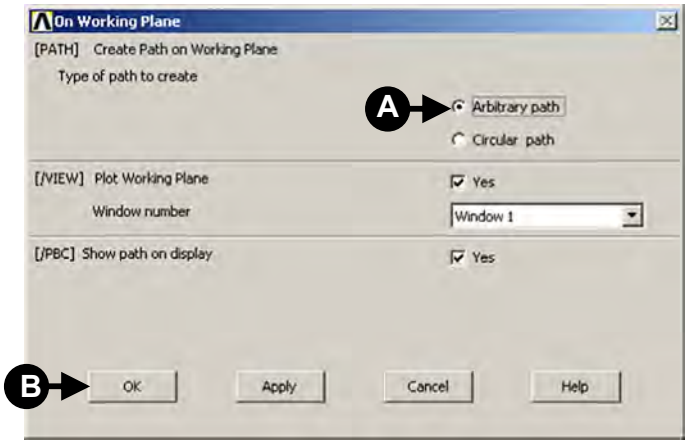 On Working Plane
[PATH] Create Path on Working Plane
Type of path to create
A
Arbitrary path
Circular path
[/VIEW] Plot Working Plane
Yes
Window number
Window 1
[/PBC] Show path on display
Yes
B
OK
Apply
Cancel
Help